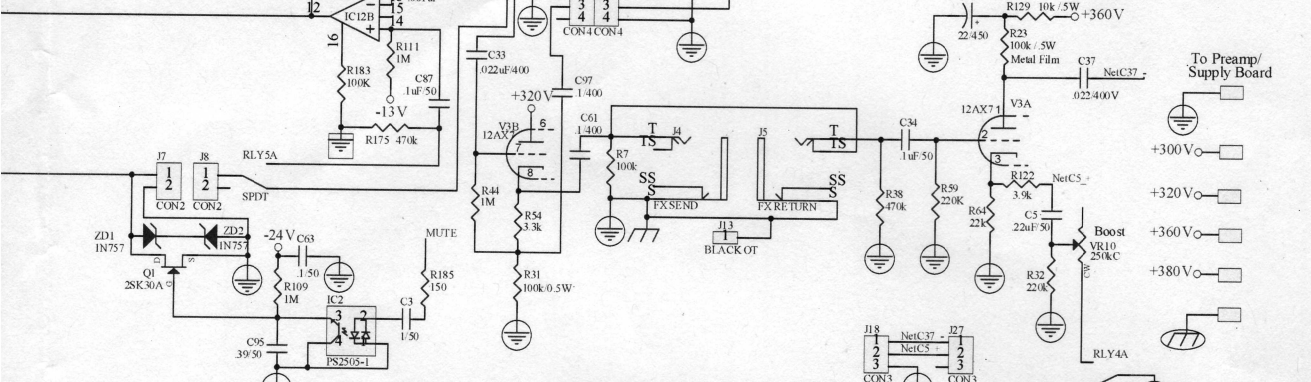 12
15
14
IC12B
+
16
R111
1M
R183
100K
C87
.1uF/50
-13V
R175 470k
RLY5A
J7
1
2
CON2
J8
1
2
CON2
SPDT
ZD1
1N757
ZD2
1N757
Q1
2SK30A
D
S
G
-24V
C63
.1/50
R109
1M
C95
.39/50
IC2
3
4
2
1
PS2505-1
C3
1/50
MUTE
R185
150
C33
.022uF/400
3
4
3
4
CON4 CON4
C97
.1/400
+320V
V3B
12AX7
6
7
8
C61
.1/400
R44
1M
R54
3.3k
R31
100k/0.5W
R7
100k
T
TS
J4
SS
S
FX SEND
J5
T
TS
SS
S
FX RETURN
J13
1
BLACK OT
R38
470k
C34
.1uF/50
R59
220K
22/450
+
R129 10k /.5W
+360V
R23
100k/.5W
Metal Film
C37
NetC37 -
.022/400V
12AX71 V3A
2
3
R122
3.9k
NetC5_+
R64
22k
C5
.22uF/50
R32
220k
Boost
VR10
250kC
CW
RLY4A
J18
1
2
3
CON3
NetC37 -
NetC5 +
J27
1
2
3
CON3
To Preamp/
Supply Board
+300V
+320V
+360V
+380V